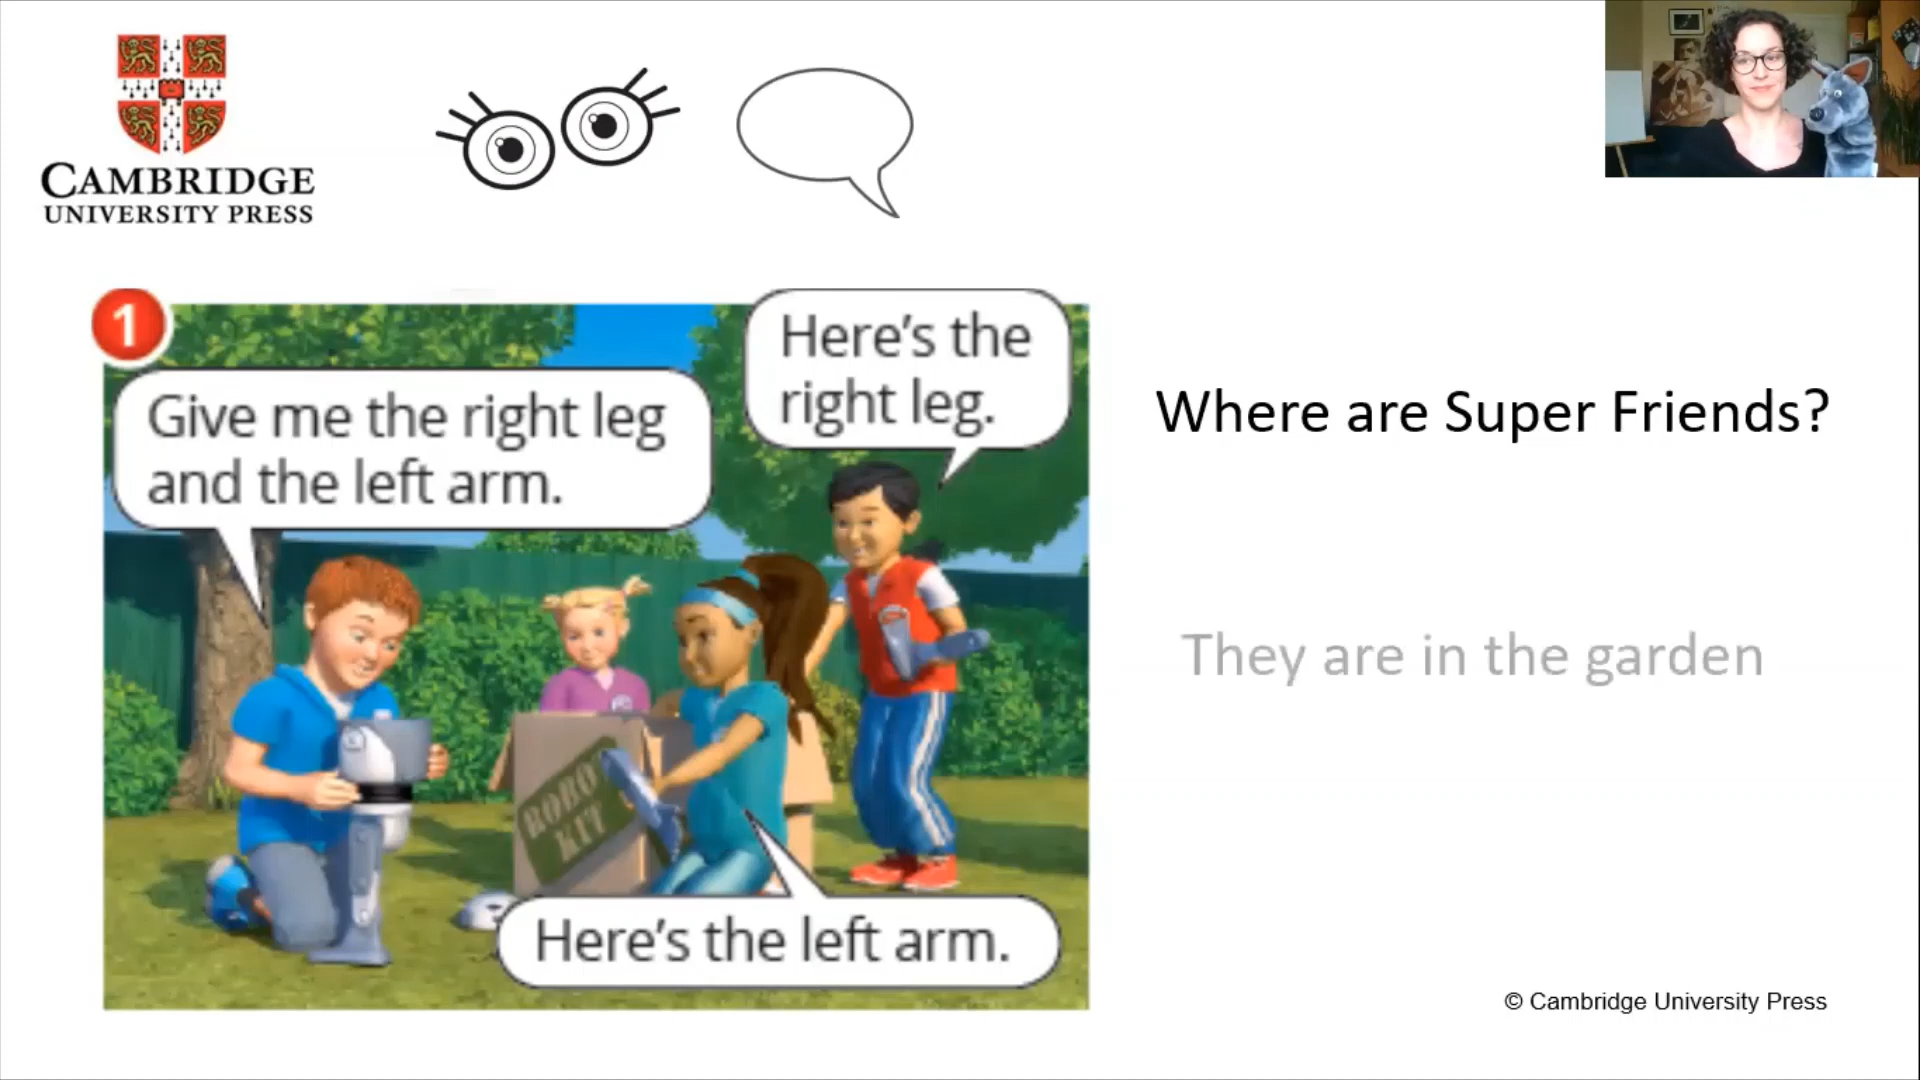 CAMBRIDGE
UNIVERSITY PRESS
1
Give me the right leg
and the left arm.
Here's the
right leg.
ROBO
KIT
Here's the left arm.
Where are Super Friends?
They are in the garden
© Cambridge University Press